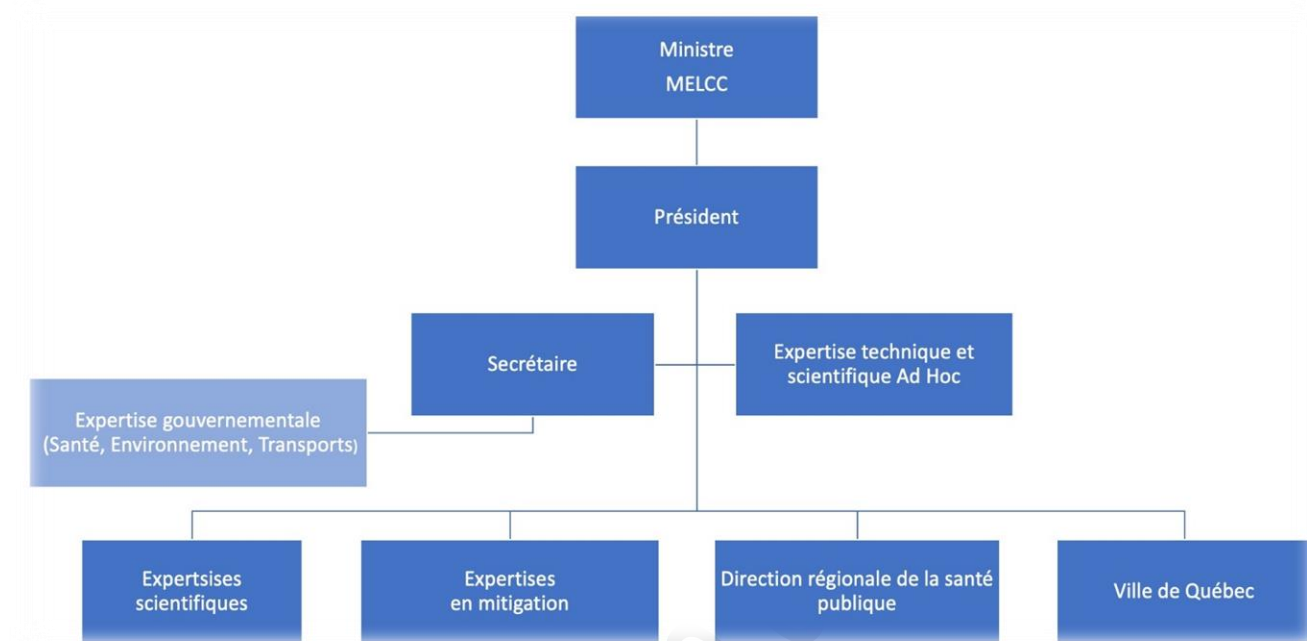 Ministre
MELCC
Président
Secrétaire
Expertise technique et
scientifique Ad Hoc
Expertise gouvernementale
(Santé, Environnement, Transports)
Expertsises
scientifiques
Expertises
en mitigation
Direction régionale de la santé
publique
Ville de Québec